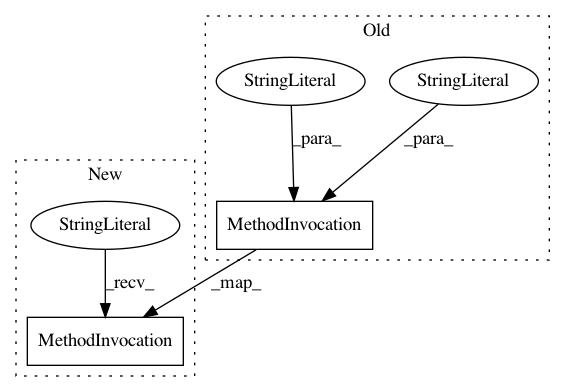 Old
StringLiteral StringLiteral
_para_ _para_
New
StringLiteral
MethodInvocation
_recv_ _map_
MethodInvocation